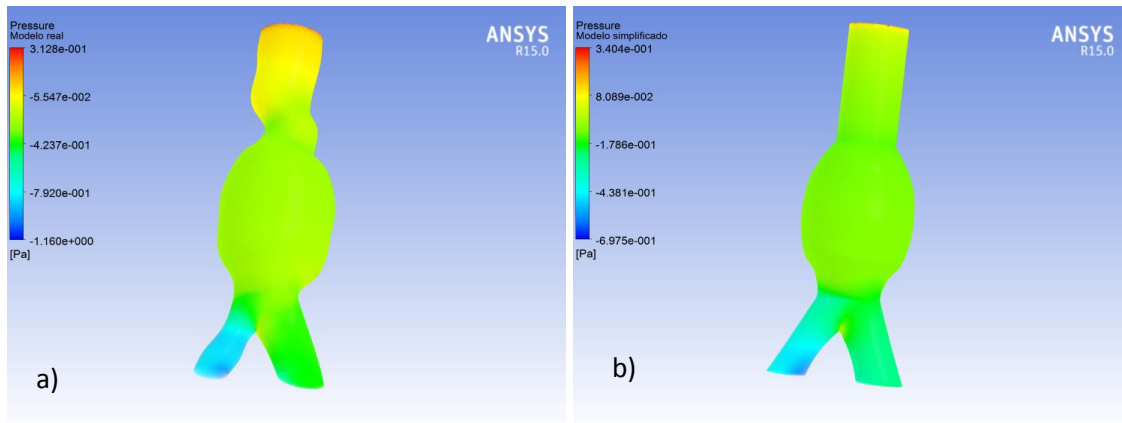 Pressure
Modelo real
3.128e-001
-5.547e-002
-4.237e-001
-7.920e-001
-1.160e+000
[Pa]
ANSYS
R15.0
a)
Pressure
Modelo simplificado
3.404e-001
8.089e-002
-1.786e-001
-4.381e-001
-6.975e-001
[Pa]
ANSYS
R15.0
b)